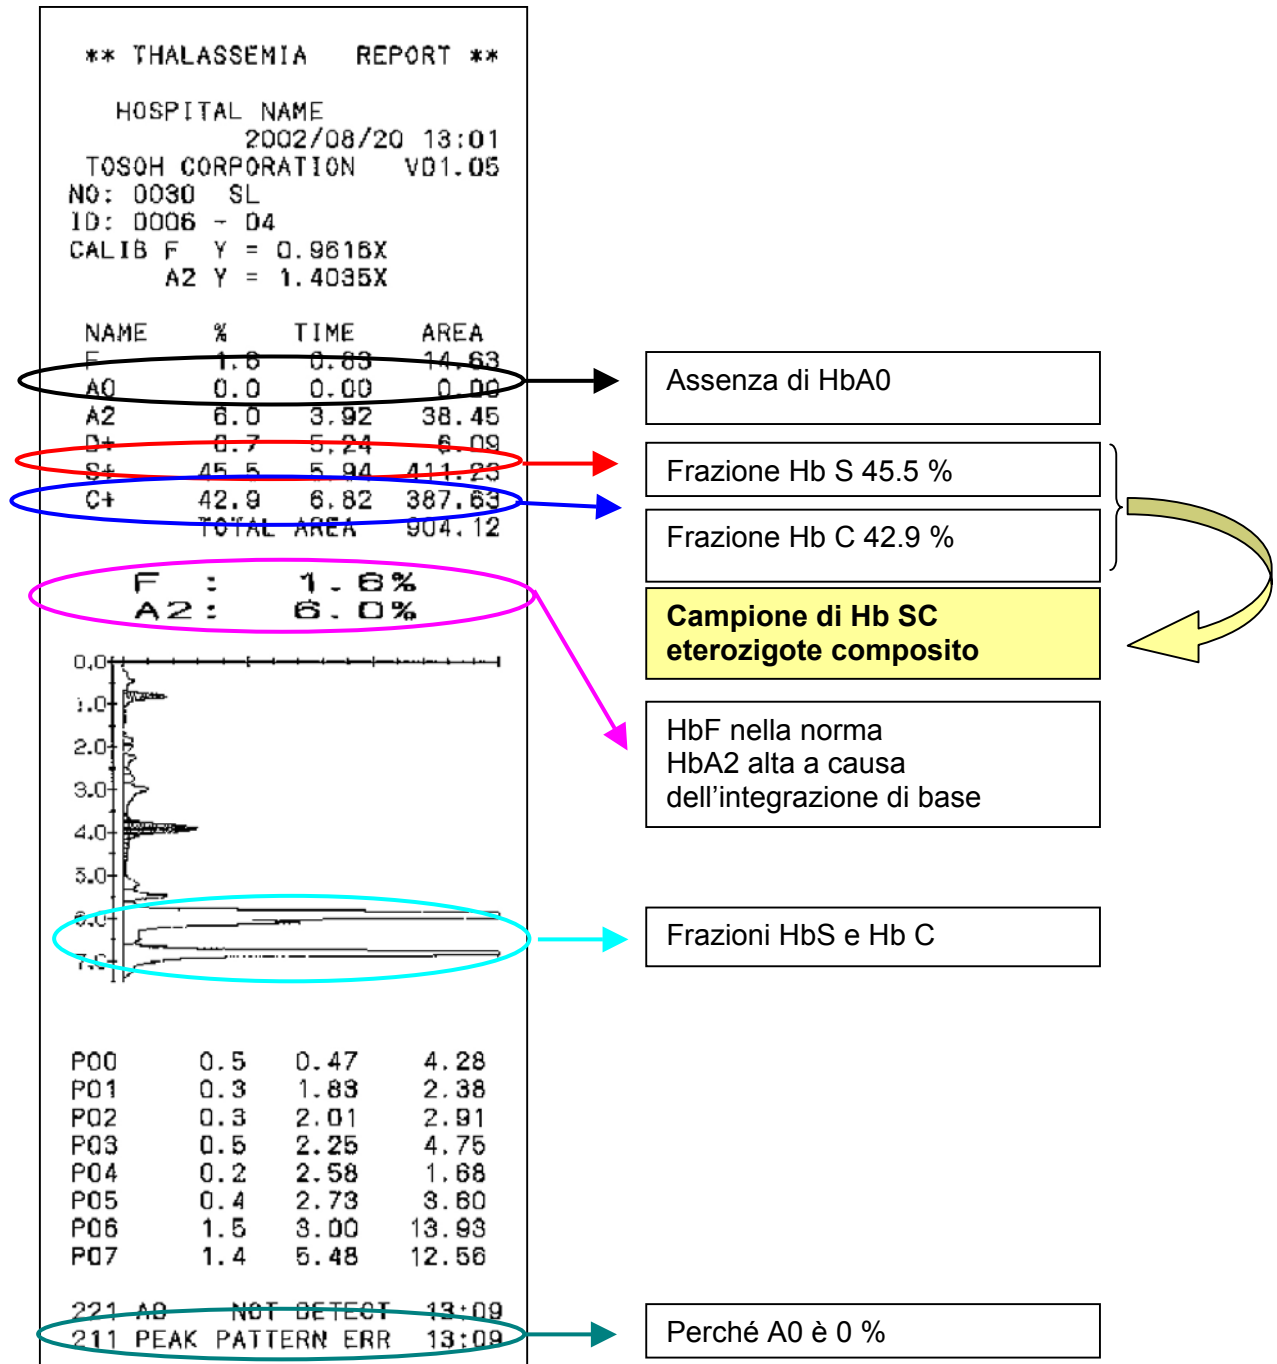 ** THALASSEMIA REPORT **
HOSPITAL NAME
2002/08/20 13:01
TOSOH CORPORATION V01.05
NO: 0030 SL
ID: 0006 - 04
CALIB F Y = 0.9616X
A2 Y = 1.4035X
NAME % TIME AREA
F 1.6 0.83 14.63
A0 0.0 0.00 0.00
A2 6.0 3.92 38.45
D+ 0.7 5.24 6.09
S+ 45.5 5.94 411.23
C+ 42.9 6.82 387.63
TOTAL AREA 904.12
F : 1.6%
A2: 6.0%
0.0
1.0
2.0
3.0
4.0
5.0
6.0
7.0
P00 0.5 0.47 4.28
P01 0.3 1.83 2.38
P02 0.3 2.01 2.91
P03 0.5 2.25 4.75
P04 0.2 2.58 1.68
P05 0.4 2.73 3.60
P06 1.5 3.00 13.93
P07 1.4 5.48 12.56
221 A0 NOT DETECT 13:09
211 PEAK PATTERN ERR 13:09
Assenza di HbA0
Frazione Hb S 45.5 %
Frazione Hb C 42.9 %
Campione di Hb SC
eterozigote composito
HbF nella norma
HbA2 alta a causa
dell'integrazione di base
Frazioni HbS e Hb C
Perché A0 è 0 %